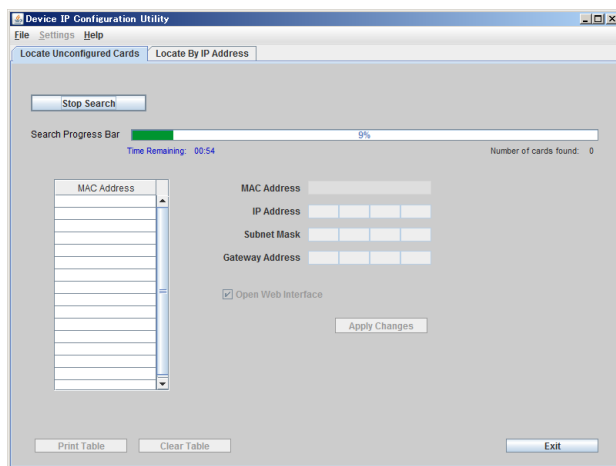 Device IP Configuration Utility
File Settings Help
Locate Unconfigured Cards Locate By IP Address
Stop Search
Search Progress Bar 9%
Time Remaining: 00:54 Number of cards found: 0
MAC Address MAC Address
IP Address
Subnet Mask
Gateway Address
Open Web Interface
Apply Changes
Print Table Clear Table Exit